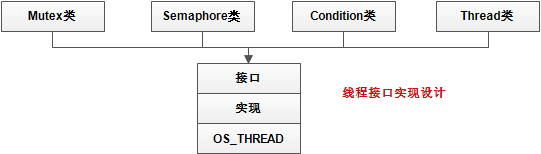 Mutex类
Semaphore类
Condition类
Thread类
接口
线程接口实现设计
实现
OS_THREAD